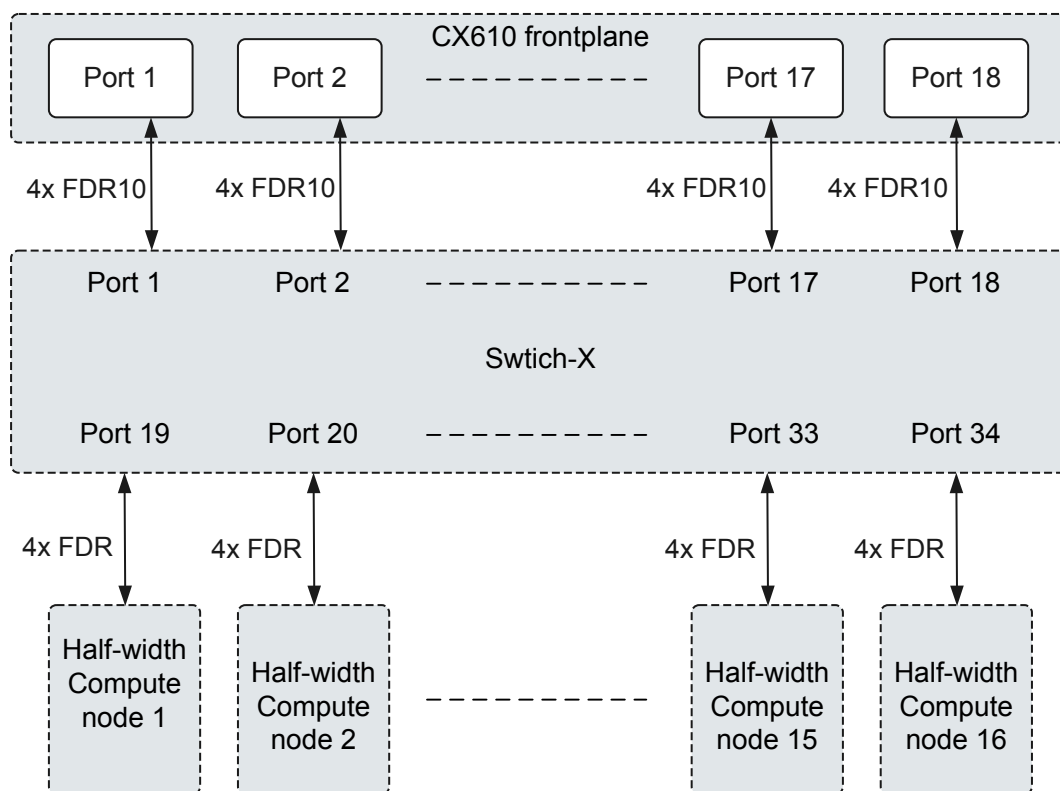 CX610 frontplane
Port 1
Port 2
Port 17
Port 18
4x FDR10
4x FDR10
4x FDR10
4x FDR10
Port 1
Port 2
Port 17
Port 18
Swtich-X
Port 19
Port 20
Port 33
Port 34
4x FDR
4x FDR
4x FDR
4x FDR
Half-width
Compute
node 1
Half-width
Compute
node 2
Half-width
Compute
node 15
Half-width
Compute
node 16